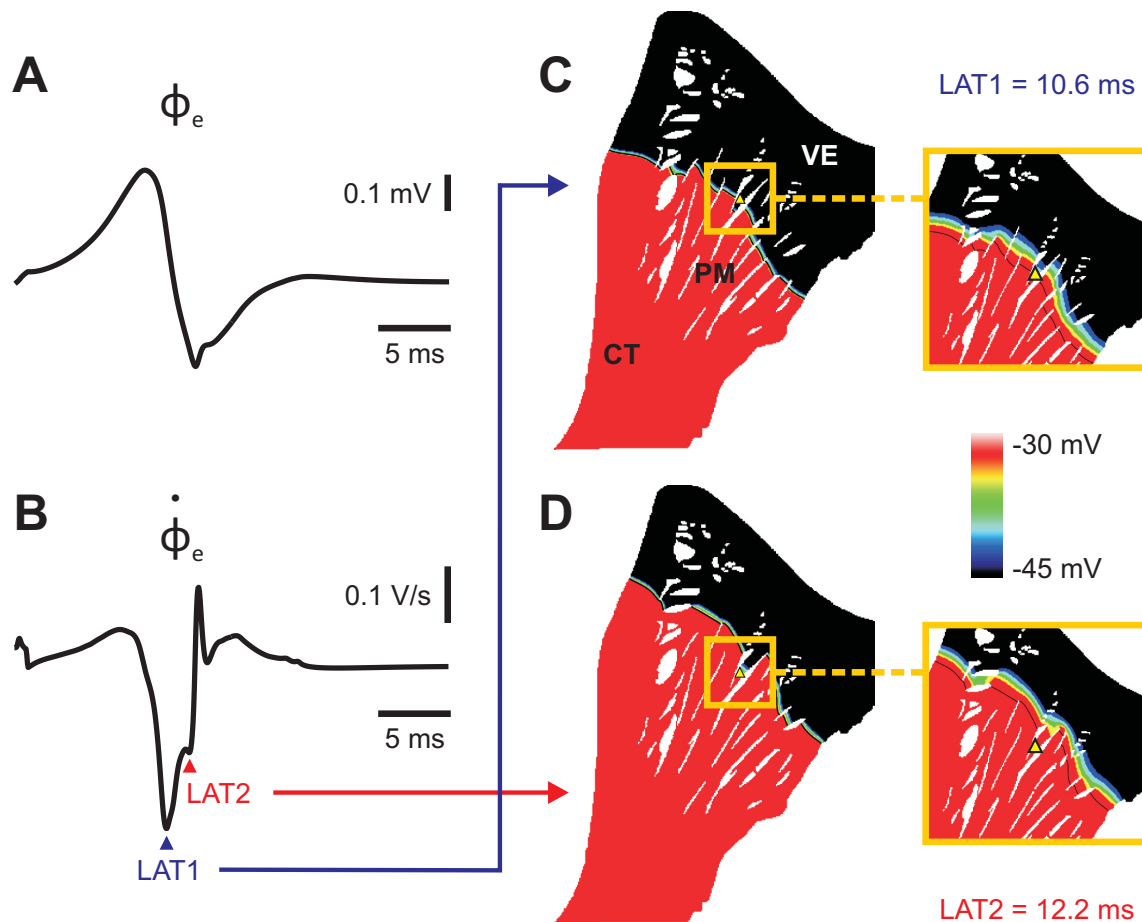 A
ϕe
0.1 mV
5 ms
B
ϕ̇e
0.1 V/s
5 ms
LAT2
LAT1
C
VE
PM
CT
LAT1 = 10.6 ms
-30 mV
-45 mV
D
LAT2 = 12.2 ms